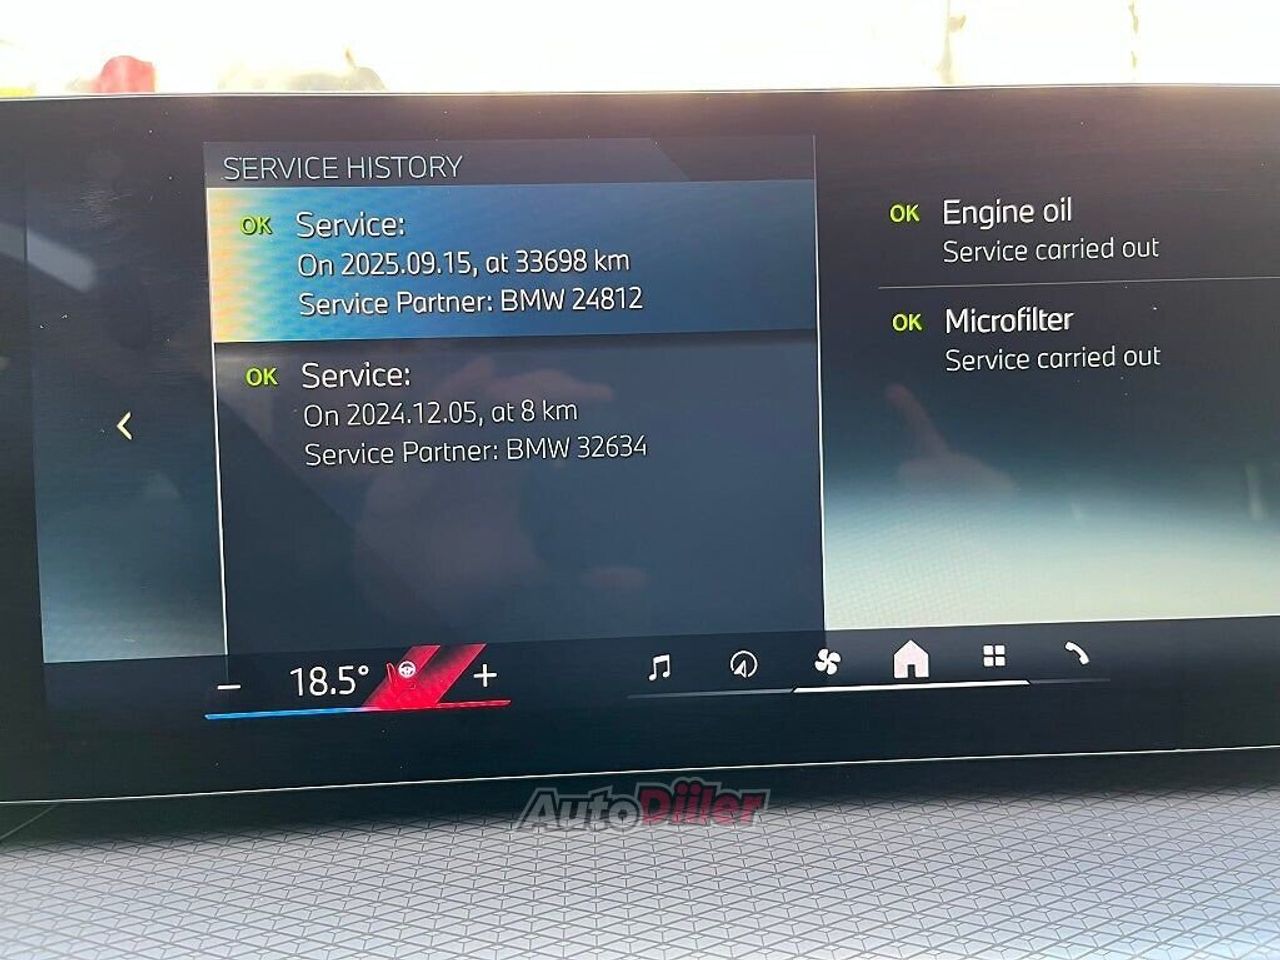 SERVICE HISTORY
OK Service:
On 2025.09.15, at 33698 km
Service Partner: BMW 24812
OK Service:
On 2024.12.05, at 8 km
Service Partner: BMW 32634
OK Engine oil
Service carried out
OK Microfilter
Service carried out
− 18.5° +
AutoDiiler